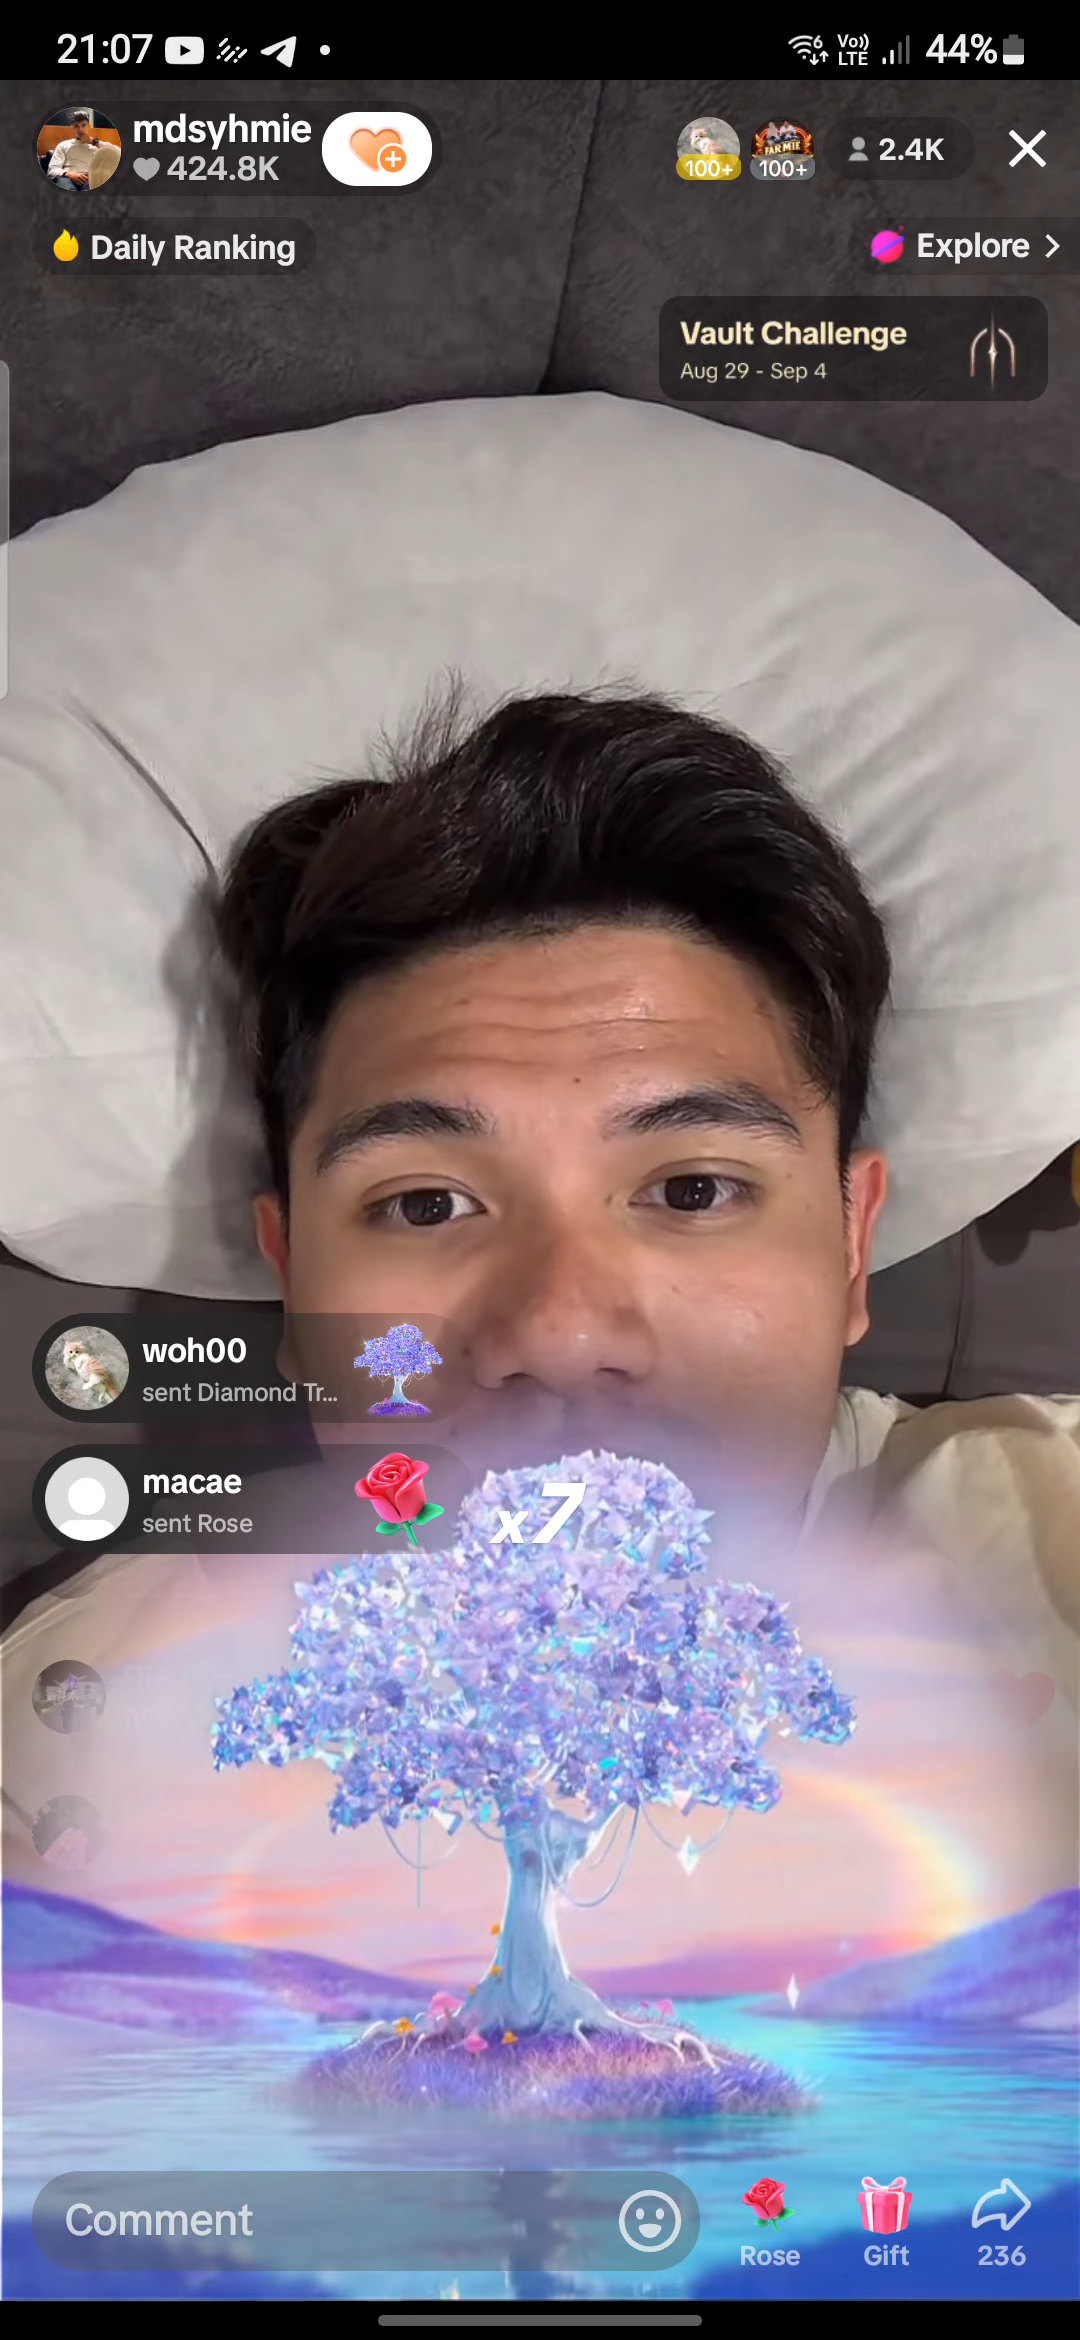 21:07
Vo))
LTE
6
44%
mdsyhmie
424.8K
100+
FARMIE
100+
2.4K
Daily Ranking
Explore >
Vault Challenge
Aug 29 - Sep 4
woh00
sent Diamond Tr...
macae
sent Rose
x7
Comment
Rose
Gift
236